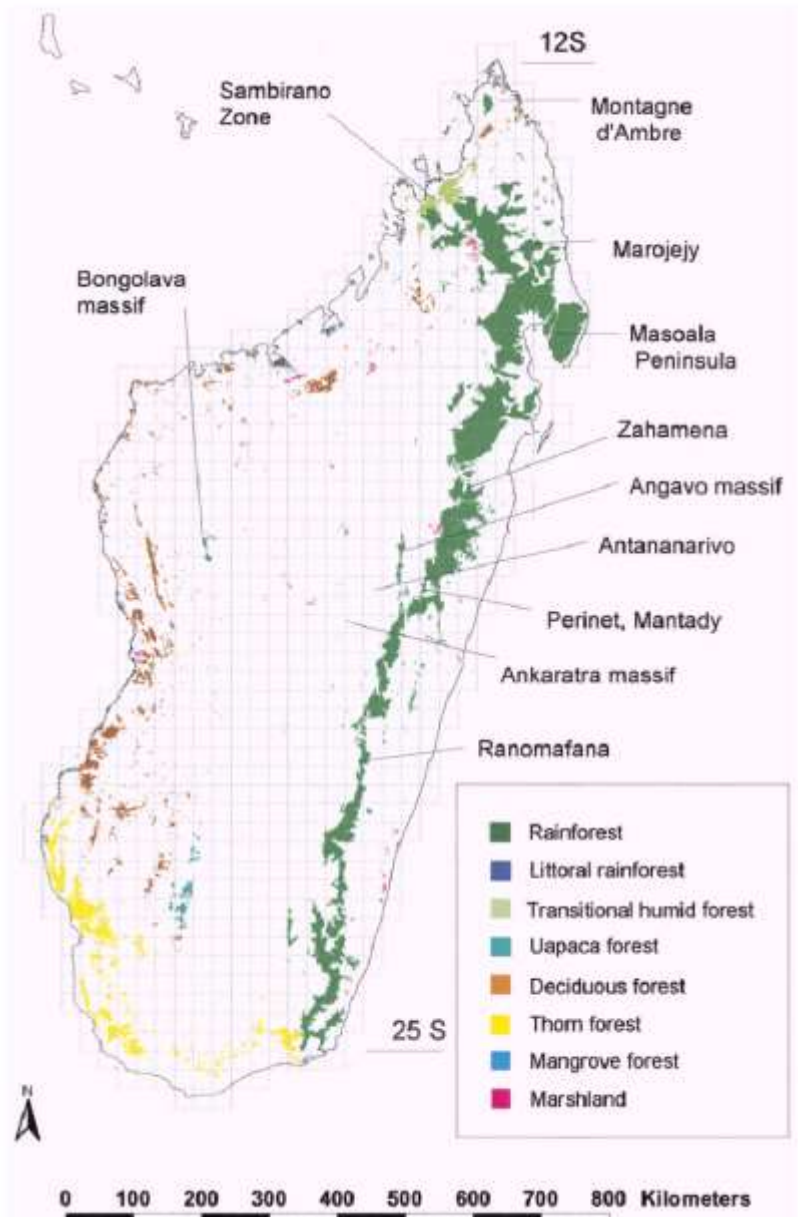 12S
Sambirano
Zone
Montagne
d'Ambre
Marojejy
Bongolava
massif
Masoala
Peninsula
Zahamena
Angavo massif
Antananarivo
Perinet, Mantady
Ankaratra massif
Ranomafana
Rainforest
Littoral rainforest
Transitional humid forest
Uapaca forest
Deciduous forest
Thorn forest
Mangrove forest
Marshland
25 S
N
0 100 200 300 400 500 600 700 800 Kilometers